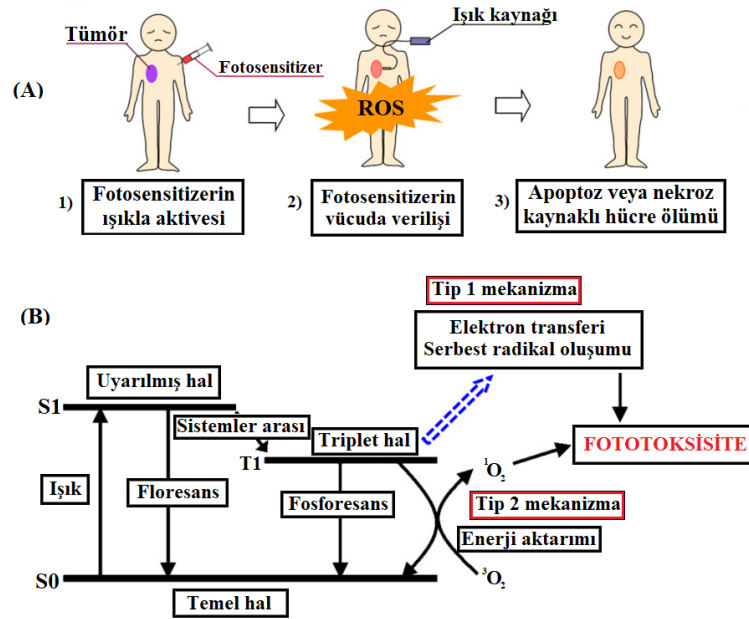 Tümör
Fotosensitizer
Işık kaynağı
(A)
ROS
1)
Fotosensitizerin
ışıkla aktivesi
2)
Fotosensitizerin
vücuda verilişi
3)
Apoptoz veya nekroz
kaynaklı hücre ölümü
(B)
Tip 1 mekanizma
Elektron transferi
Serbest radikal oluşumu
Uyarılmış hal
S1
Sistemler arası
Triplet hal
T1
FOTOTOKSİSİTE
¹O₂
Işık
Floresans
Fosforesans
Tip 2 mekanizma
Enerji aktarımı
S0
³O₂
Temel hal